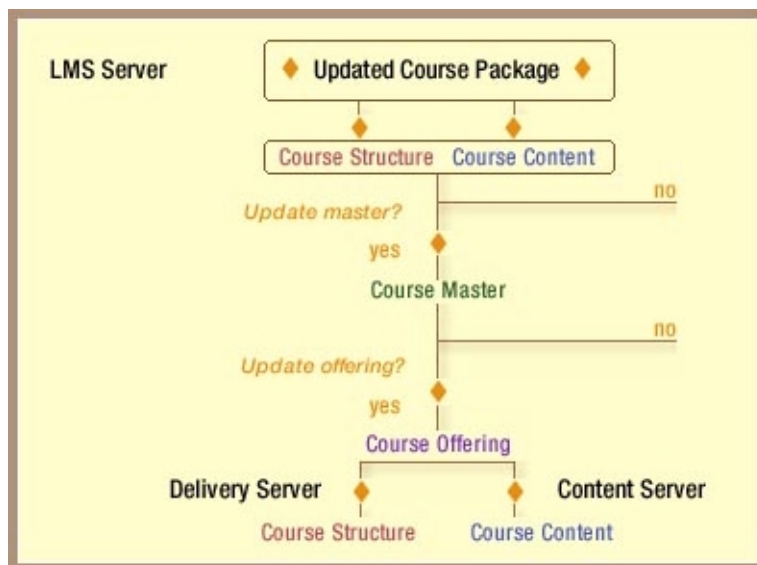 LMS Server
Updated Course Package
Course Structure Course Content
no
Update master?
yes
Course Master
no
Update offering?
yes
Course Offering
Delivery Server Content Server
Course Structure Course Content